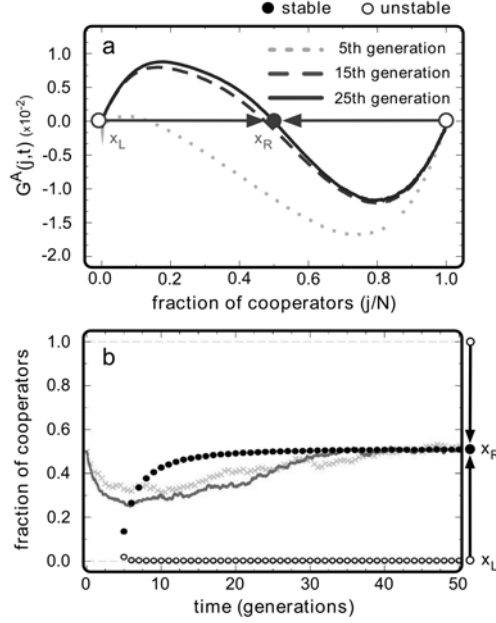 stable unstable
a
5th generation
15th generation
25th generation
1.0
0.5
0.0
-0.5
-1.0
-1.5
-2.0
G^A(j,t) (x10^-2)
x_L x_R
0.0 0.2 0.4 0.6 0.8 1.0
fraction of cooperators (j/N)
b
1.0
0.8
0.6
0.4
0.2
0.0
fraction of cooperators
x_R
x_L
0 10 20 30 40 50
time (generations)